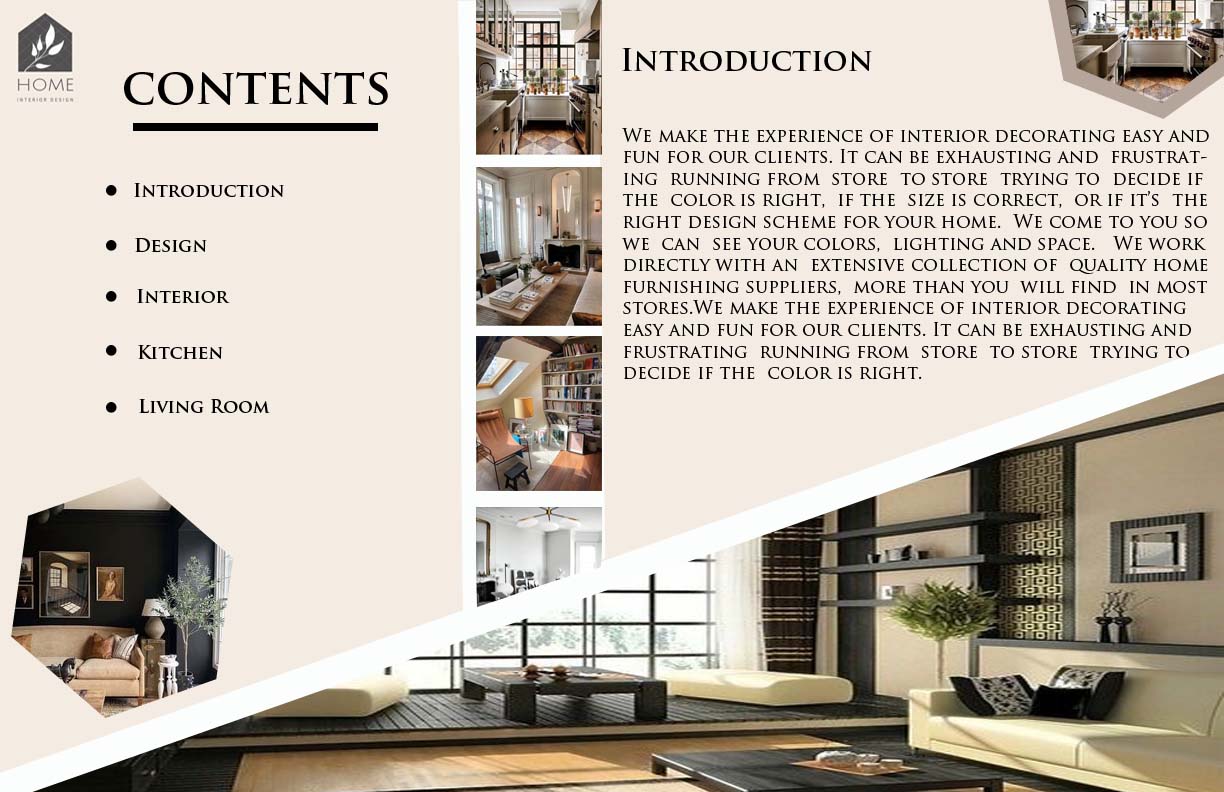 HOME
INTERIOR DESIGN
CONTENTS
Introduction
Design
Interior
Kitchen
Living Room
Introduction
We make the experience of interior decorating easy and
fun for our clients. It can be exhausting and frustrat-
ing running from store to store trying to decide if
the color is right, if the size is correct, or if it's the
right design scheme for your home. We come to you so
we can see your colors, lighting and space. We work
directly with an extensive collection of quality home
furnishing suppliers, more than you will find in most
stores.We make the experience of interior decorating
easy and fun for our clients. It can be exhausting and
frustrating running from store to store trying to
decide if the color is right.